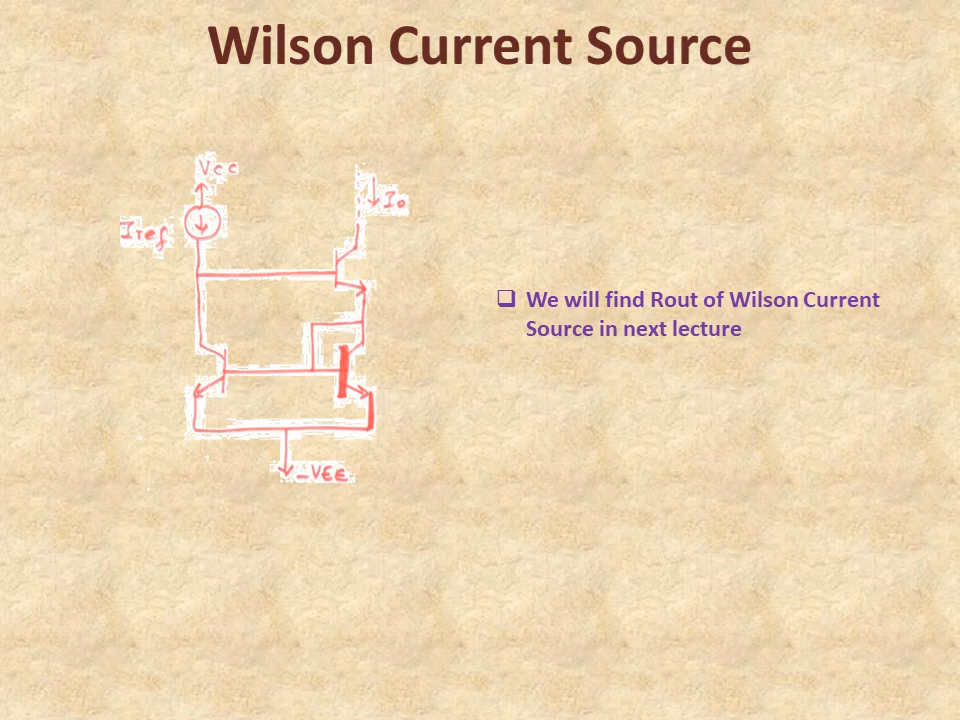 Wilson Current Source
Vcc
Io
Iref
We will find Rout of Wilson Current
Source in next lecture
-VEE